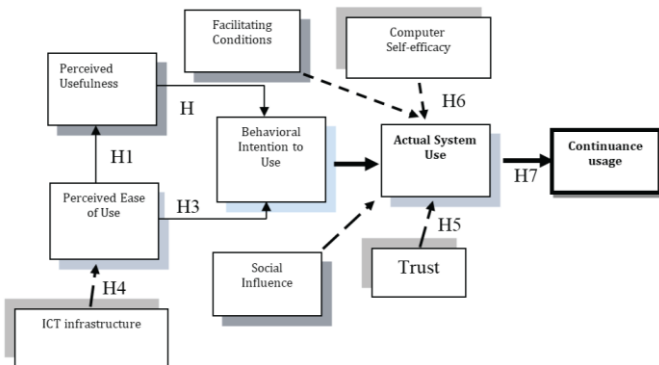 Facilitating
Conditions
Computer
Self-efficacy
Perceived
Usefulness
H
H6
Behavioral
Intention to
Use
Actual System
Use
Continuance
usage
H1
H7
Perceived Ease
of Use
H3
H5
Social
Influence
Trust
H4
ICT infrastructure